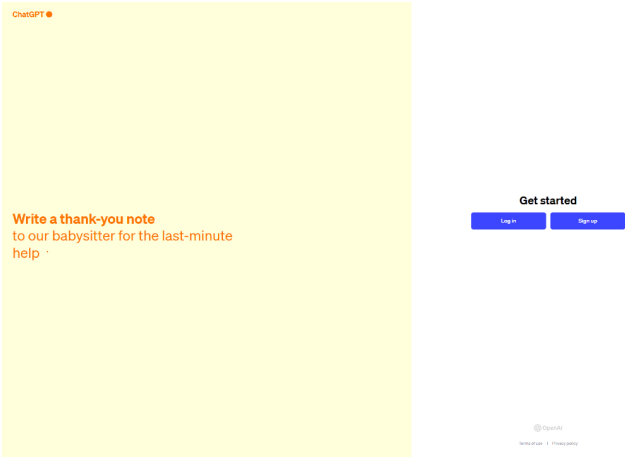 ChatGPT
Write a thank-you note
to our babysitter for the last-minute
help
Get started
Log in Sign up
OpenAI
Terms of use | Privacy policy